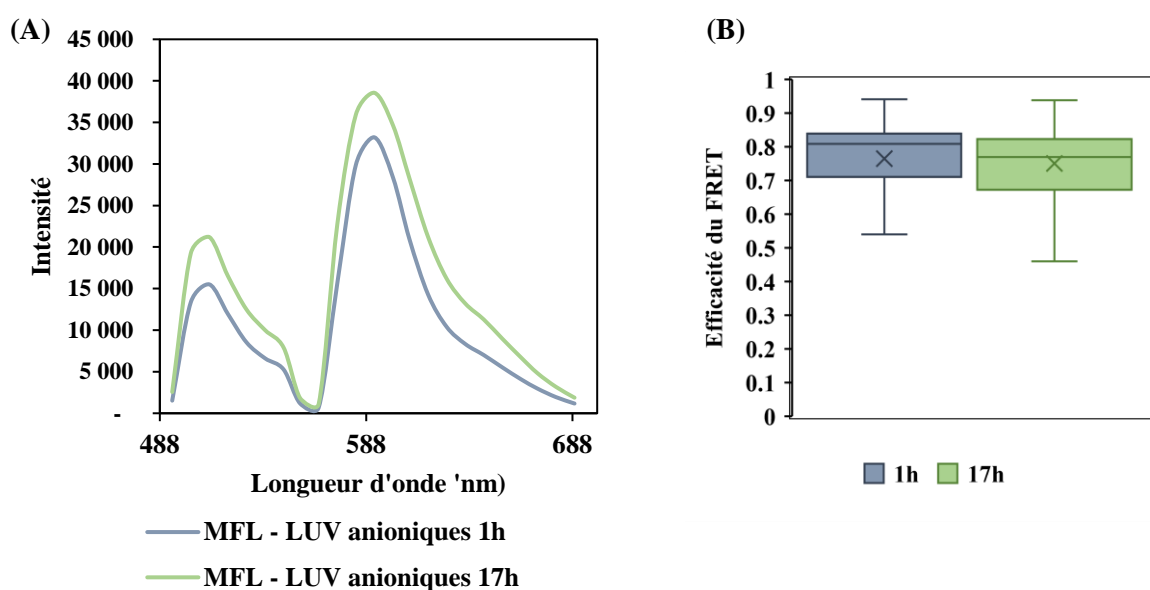 (A)
45 000
40 000
35 000
30 000
25 000
20 000
15 000
10 000
5 000
-
Intensité
488
588
688
Longueur d'onde 'nm)
MFL - LUV anioniques 1h
MFL - LUV anioniques 17h
(B)
1
0.9
0.8
0.7
0.6
0.5
0.4
0.3
0.2
0.1
0
Efficacité du FRET
1h
17h